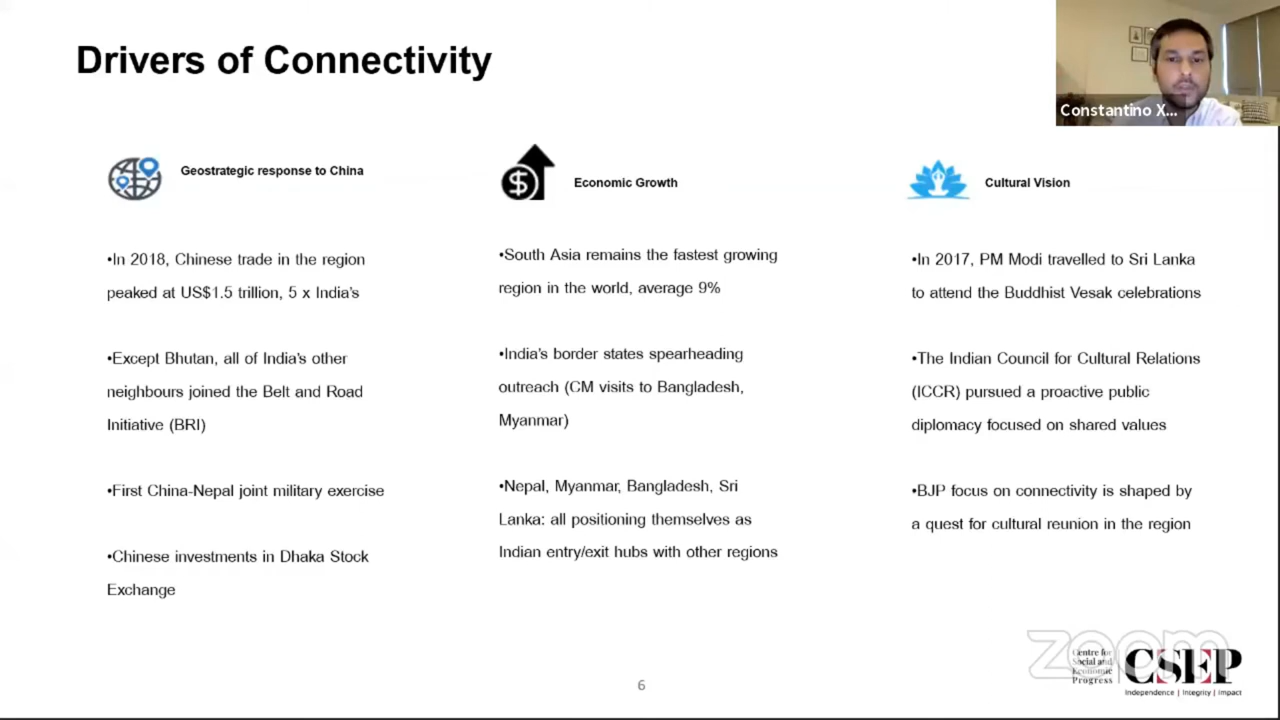 Drivers of Connectivity
Constantino X...
Geostrategic response to China
•In 2018, Chinese trade in the region
peaked at US$1.5 trillion, 5 x India's
•Except Bhutan, all of India's other
neighbours joined the Belt and Road
Initiative (BRI)
•First China-Nepal joint military exercise
•Chinese investments in Dhaka Stock
Exchange
Economic Growth
•South Asia remains the fastest growing
region in the world, average 9%
•India's border states spearheading
outreach (CM visits to Bangladesh,
Myanmar)
•Nepal, Myanmar, Bangladesh, Sri
Lanka: all positioning themselves as
Indian entry/exit hubs with other regions
Cultural Vision
•In 2017, PM Modi travelled to Sri Lanka
to attend the Buddhist Vesak celebrations
•The Indian Council for Cultural Relations
(ICCR) pursued a proactive public
diplomacy focused on shared values
•BJP focus on connectivity is shaped by
a quest for cultural reunion in the region
6
zoom
Centre for
Social and
Economic
Progress
CSEP
Independence | Integrity | Impact